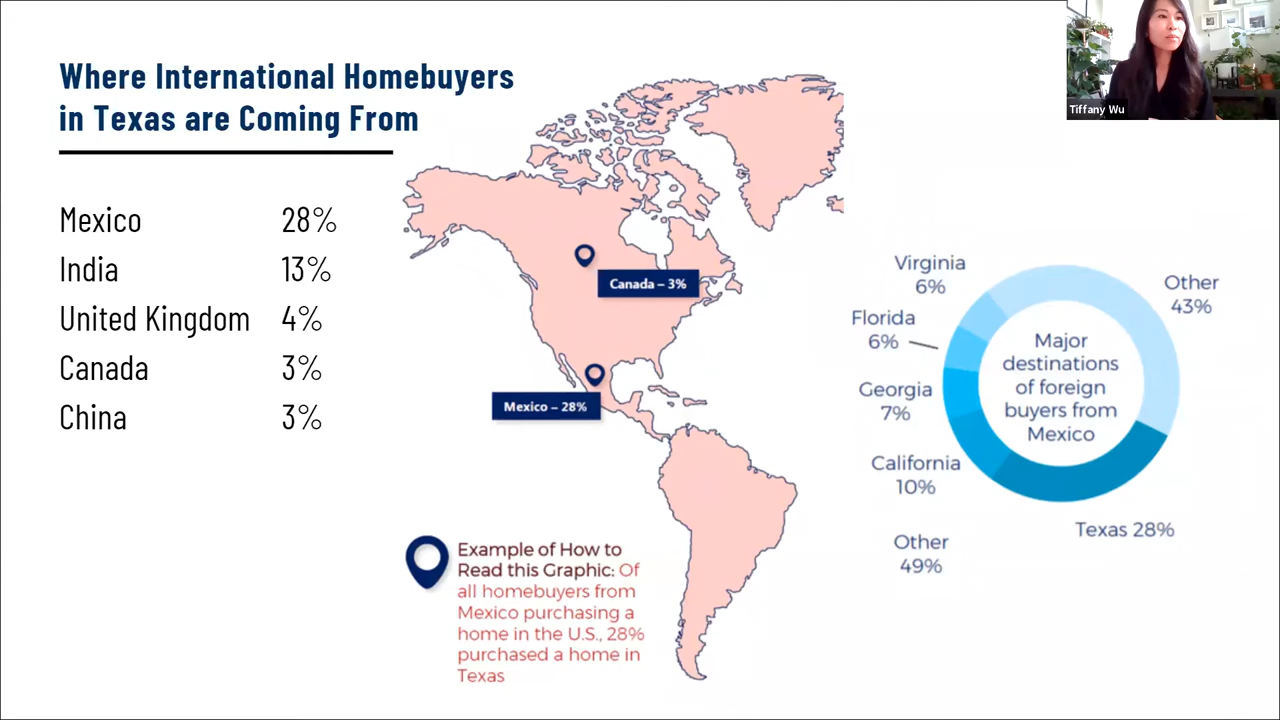 Where International Homebuyers
in Texas are Coming From
Mexico 28%
India 13%
United Kingdom 4%
Canada 3%
China 3%
Canada – 3%
Mexico – 28%
Example of How to
Read this Graphic: Of
all homebuyers from
Mexico purchasing a
home in the U.S., 28%
purchased a home in
Texas
Virginia
6%
Florida
6%
Georgia
7%
California
10%
Other
49%
Other
43%
Texas 28%
Major
destinations
of foreign
buyers from
Mexico
Tiffany Wu